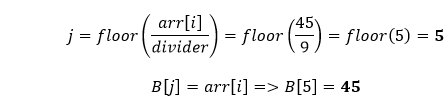 j = floor(arr[i]/divider) = floor(45/9) = floor(5) = 5
B[j] = arr[i] => B[5] = 45